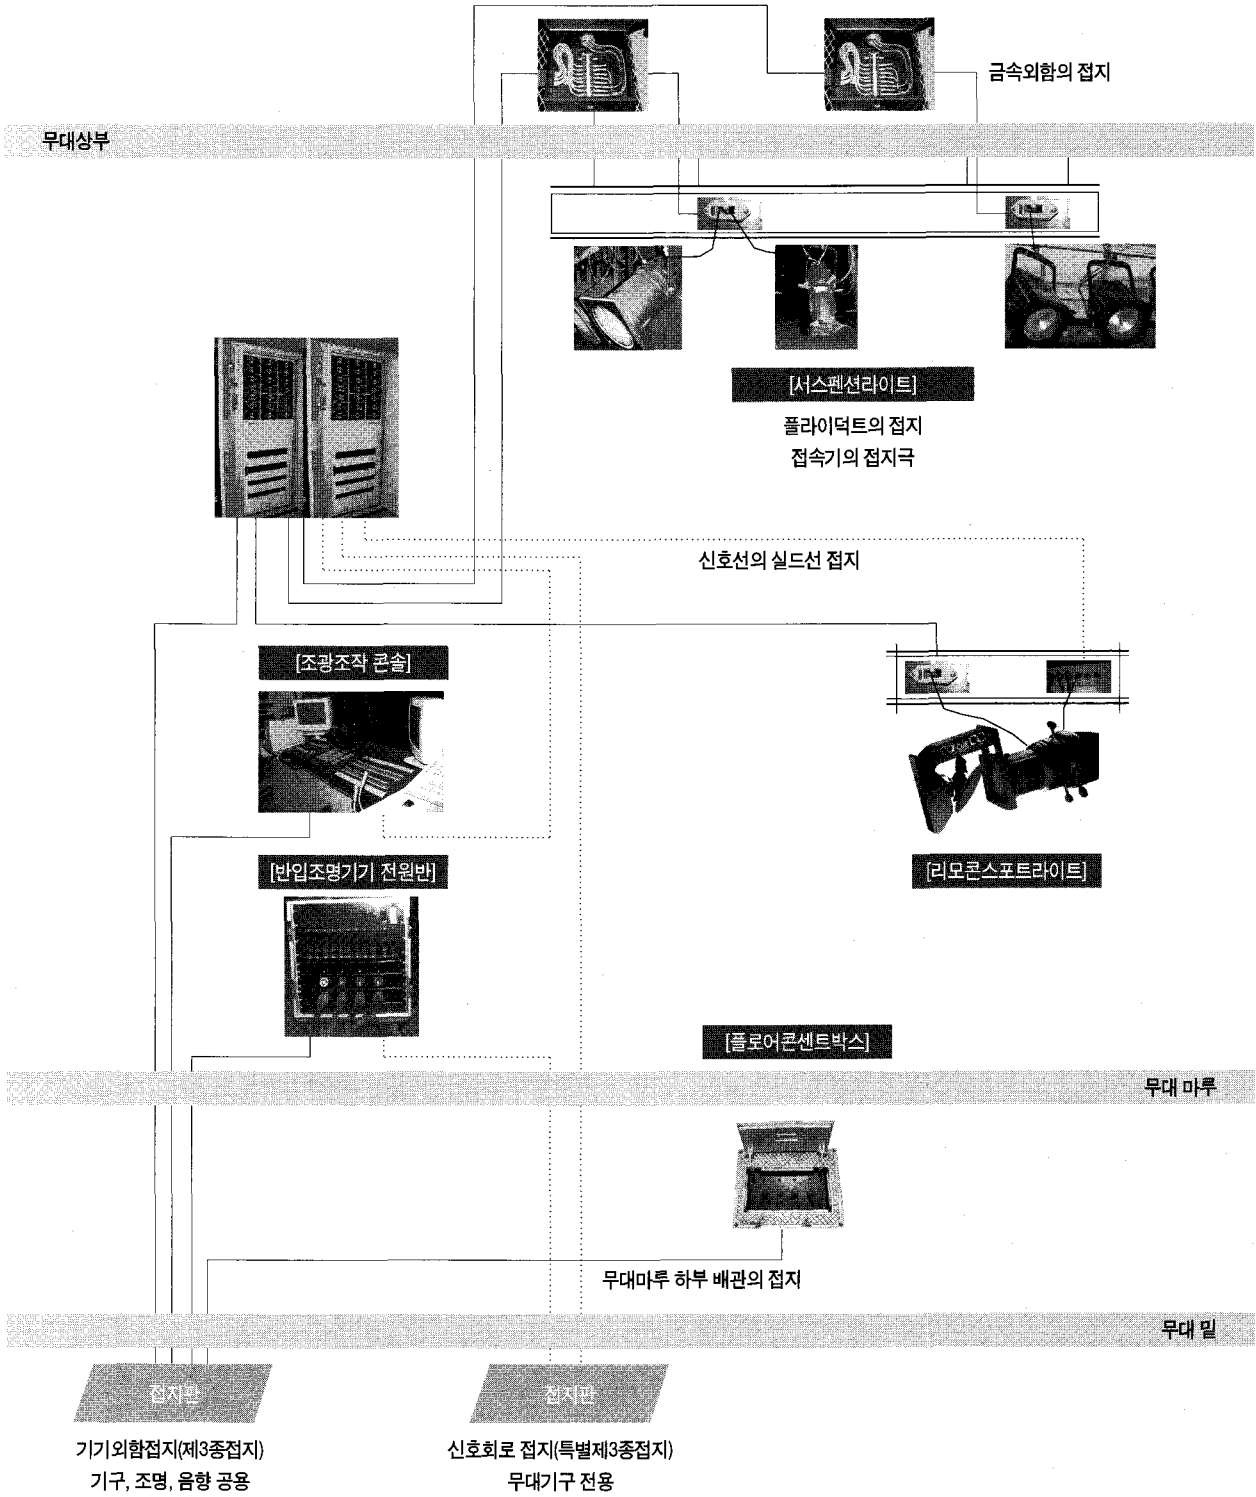 금속외함의 접지
무대상부
[서스펜션라이트]
플라이덕트의 접지
접속기의 접지극
신호선의 실드선 접지
[조광조작 콘솔]
[반입조명기기 전원반]
[리모콘스포트라이트]
[플로어콘센트박스]
무대 마루
무대마루 하부 배관의 접지
무대 밑
접지판
접지판
기기외함접지(제3종접지)
기구, 조명, 음향 공용
신호회로 접지(특별제3종접지)
무대기구 전용